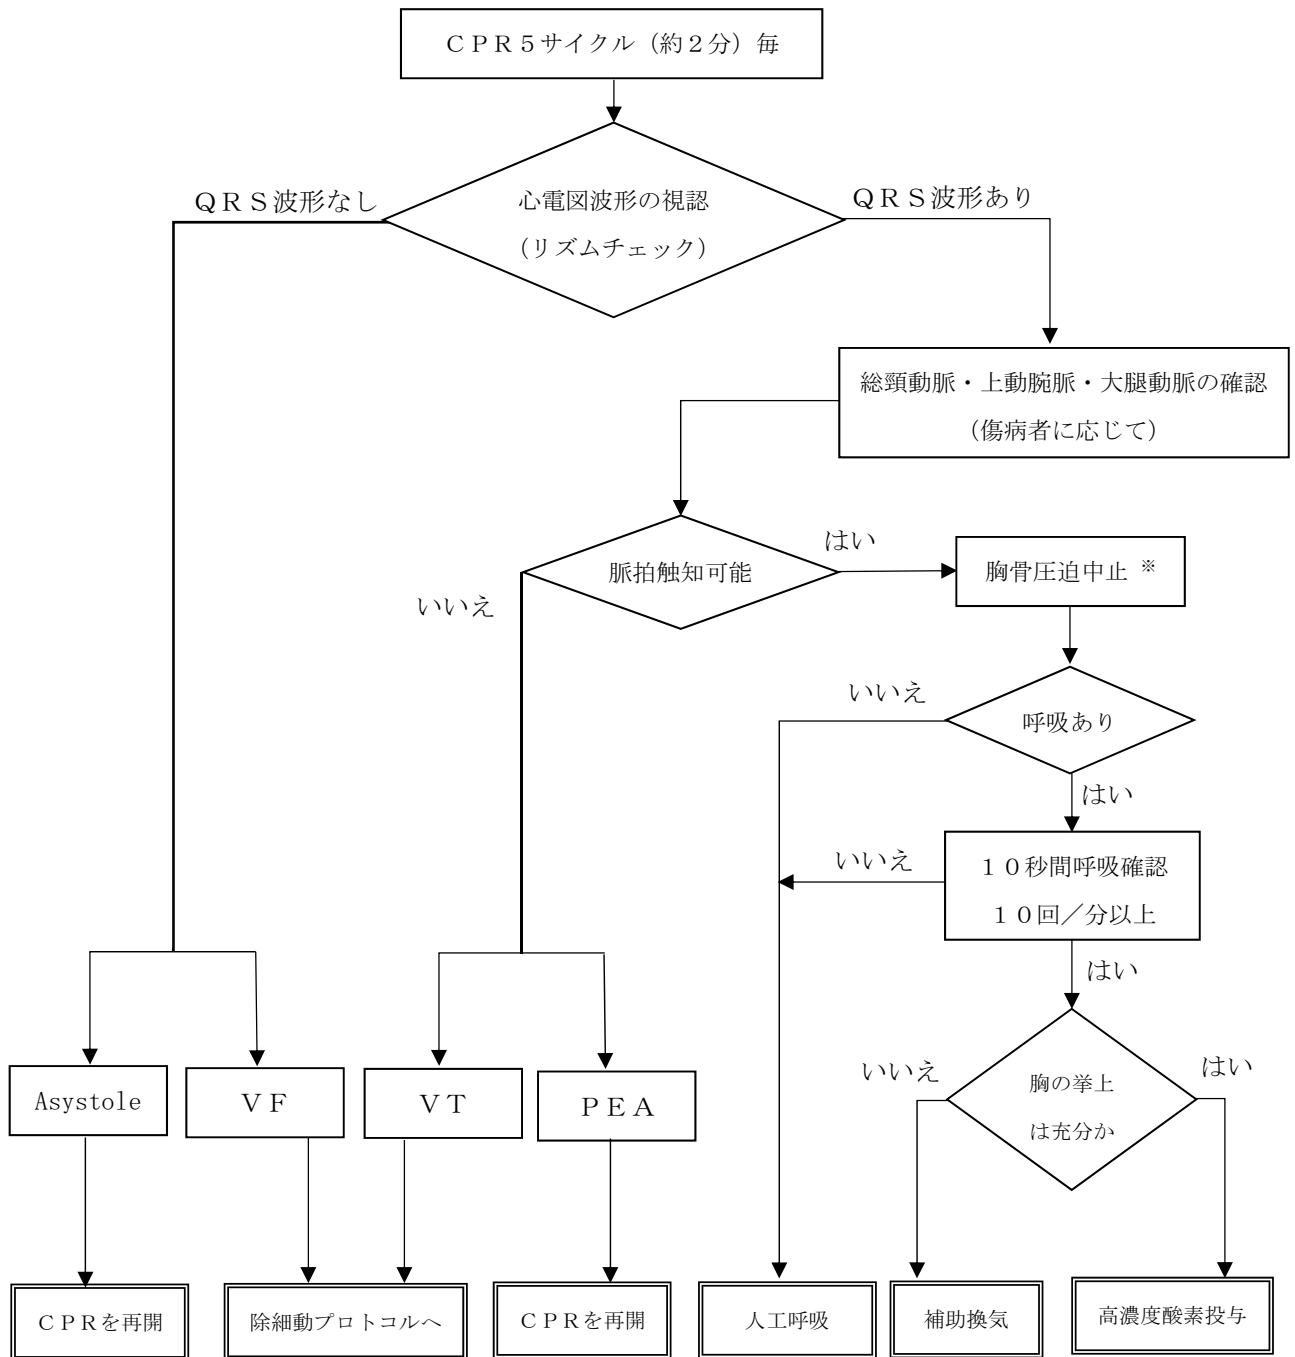 ＣＰＲ５サイクル（約２分）毎
心電図波形の視認
（リズムチェック）
ＱＲＳ波形なし
ＱＲＳ波形あり
総頸動脈・上動腕脈・大腿動脈の確認
（傷病者に応じて）
脈拍触知可能
はい
いいえ
胸骨圧迫中止 ※
呼吸あり
いいえ
はい
１０秒間呼吸確認
１０回／分以上
いいえ
はい
胸の挙上
は充分か
いいえ
はい
Asystole
ＶＦ
ＶＴ
ＰＥＡ
ＣＰＲを再開
除細動プロトコルへ
ＣＰＲを再開
人工呼吸
補助換気
高濃度酸素投与